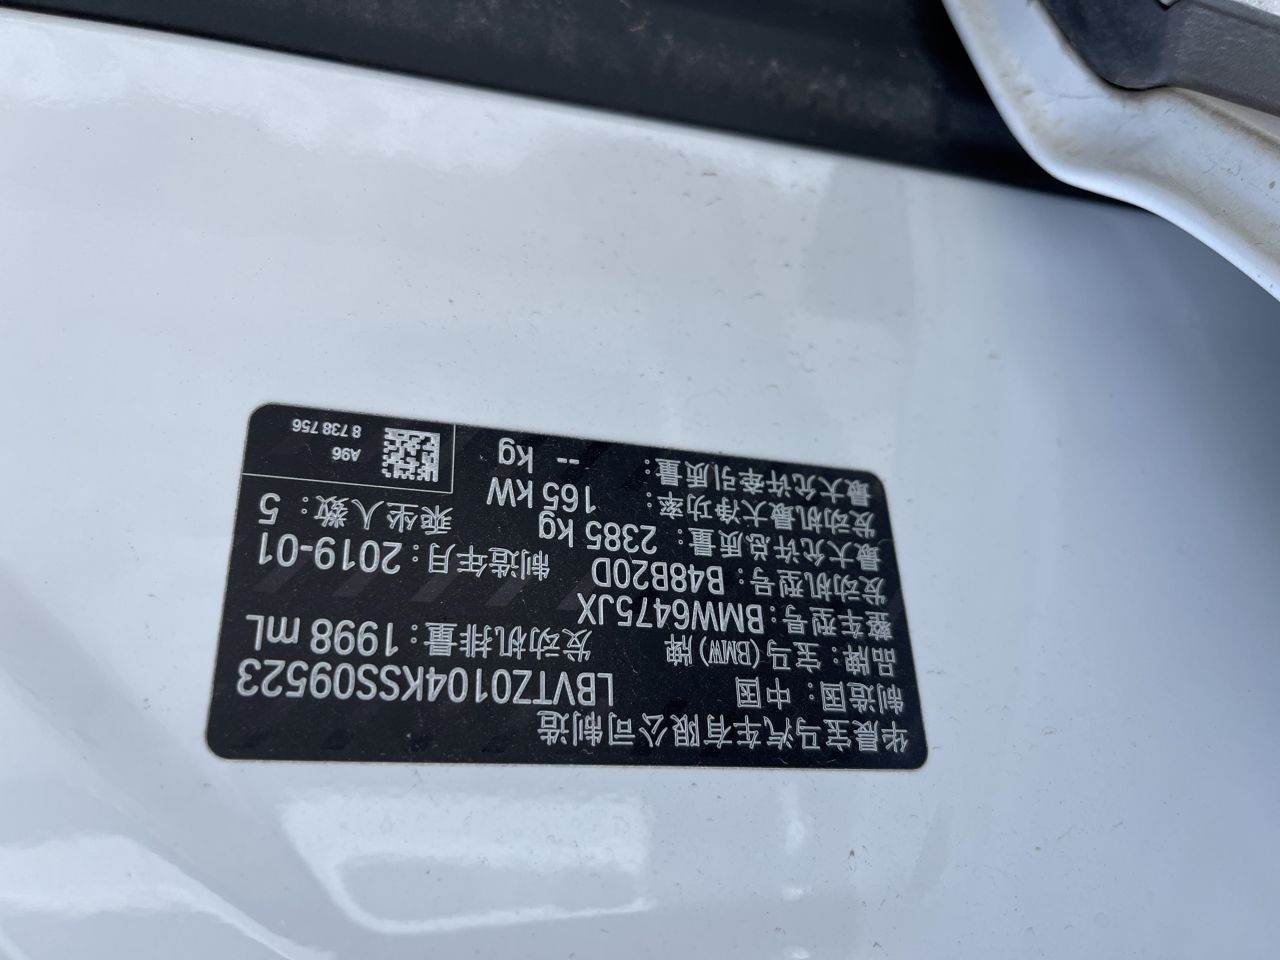 华晨宝马汽车有限公司制造
制造国：中国 LBVTZ0104KSS09523
品牌：宝马(BMW)牌 发动机排量：1998 mL
整车型号：BMW6475JX
发动机型号：B48B20D 制造年月：2019-01
最大允许总质量：2385 kg 乘坐人数：5
发动机最大净功率：165 kW
最大允许牵引质量：-- kg
A96
8 738 756